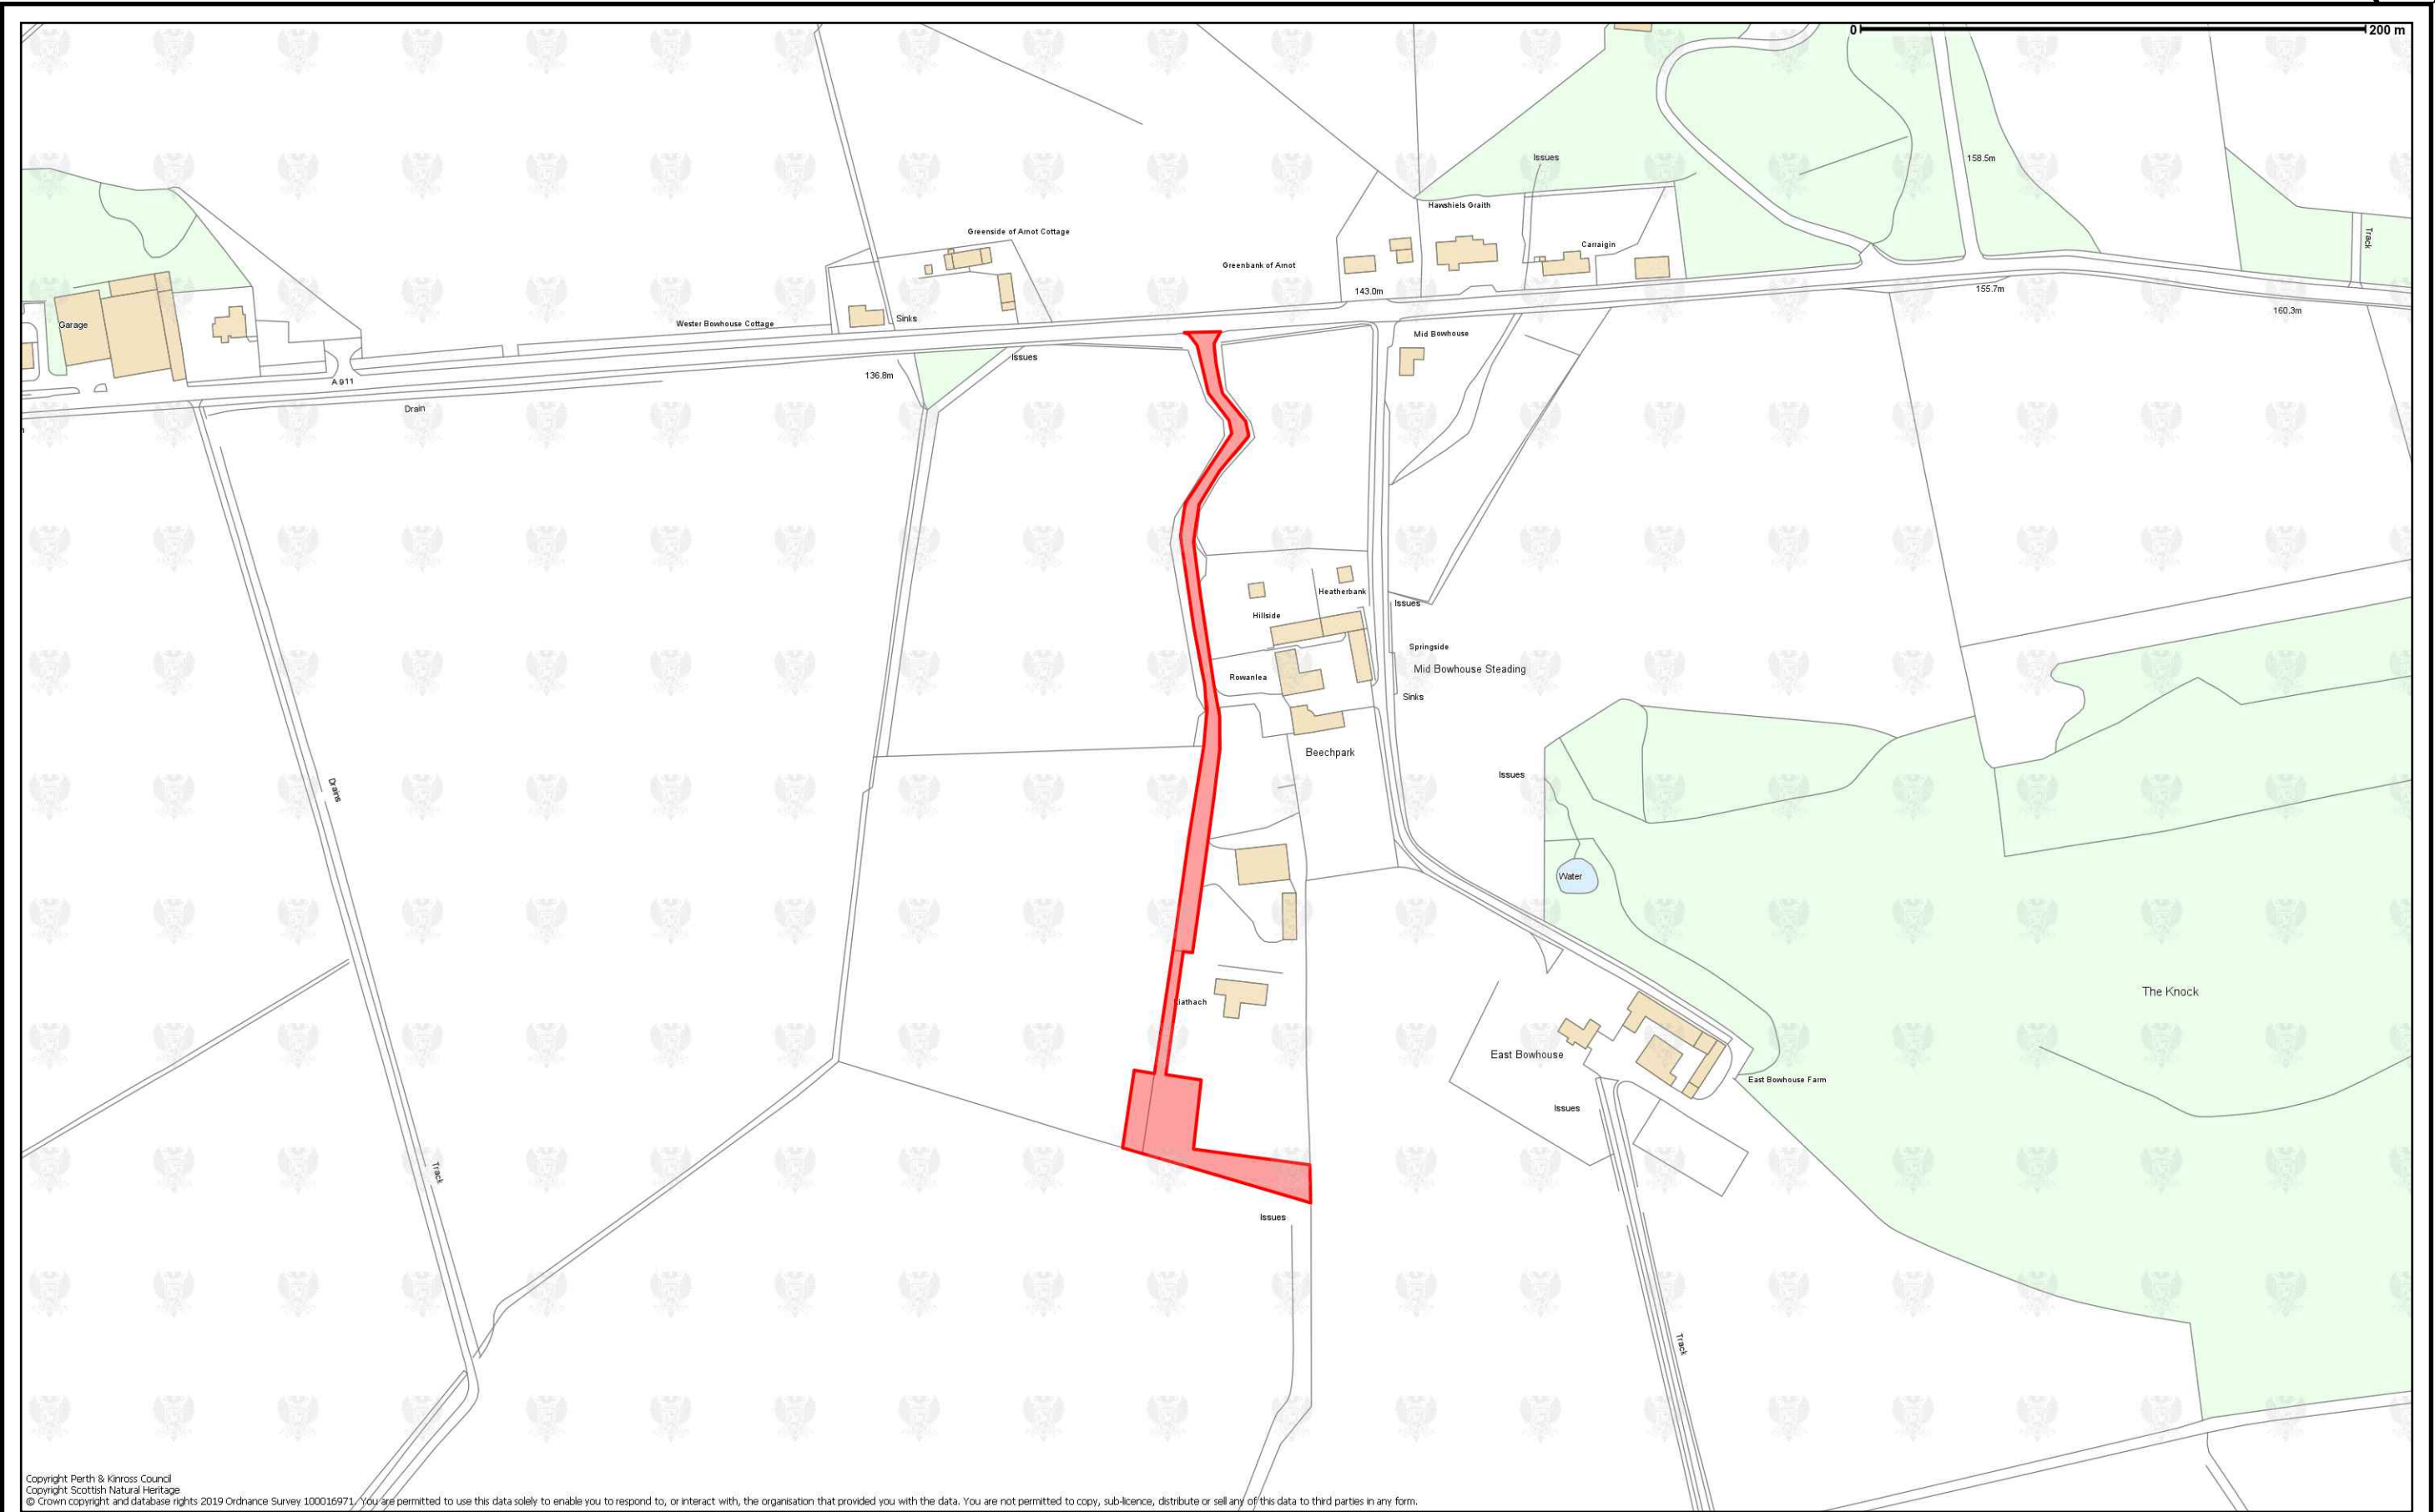 0 200 m
Issues
158.5m
Hawshiels Graith
Greenside of Arnot Cottage
Track
Carraigin
Greenbank of Arnot
143.0m
155.7m
160.3m
Sinks
Garage
Wester Bowhouse Cottage
Mid Bowhouse
Issues
136.8m
A 911
Drain
Heatherbank
Issues
Hillside
Springside
Mid Bowhouse Steading
Rowanlea
Sinks
Beechpark
Issues
Drains
Water
The Knock
East Bowhouse
East Bowhouse Farm
Issues
Track
Issues
Track
Copyright Perth & Kinross Council
Copyright Scottish Natural Heritage
© Crown copyright and database rights 2019 Ordnance Survey 100016971. You are permitted to use this data solely to enable you to respond to, or interact with, the organisation that provided you with the data. You are not permitted to copy, sub-licence, distribute or sell any of this data to third parties in any form.